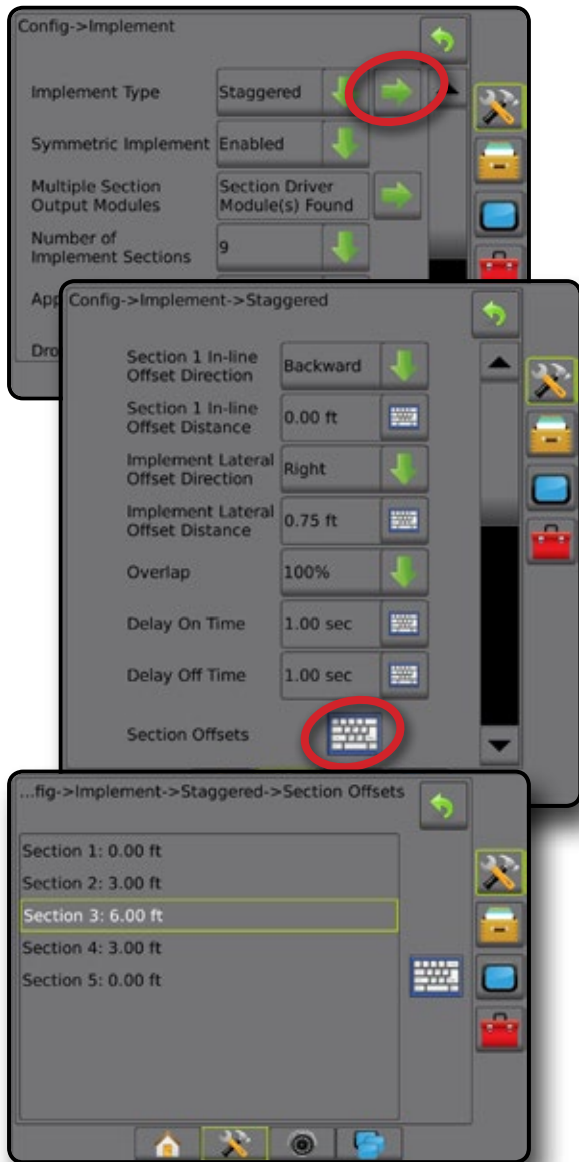 Config->Implement
Implement Type
Staggered
Symmetric Implement
Enabled
Multiple Section
Output Modules
Section Driver
Module(s) Found
Number of
Implement Sections
9
App
Dro
Config->Implement->Staggered
Section 1 In-line
Offset Direction
Backward
Section 1 In-line
Offset Distance
0.00 ft
Implement Lateral
Offset Direction
Right
Implement Lateral
Offset Distance
0.75 ft
Overlap
100%
Delay On Time
1.00 sec
Delay Off Time
1.00 sec
Section Offsets
...fig->Implement->Staggered->Section Offsets
Section 1: 0.00 ft
Section 2: 3.00 ft
Section 3: 6.00 ft
Section 4: 3.00 ft
Section 5: 0.00 ft